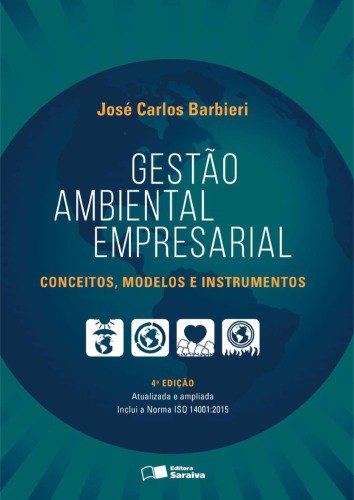 José Carlos Barbieri
GESTÃO
AMBIENTAL
EMPRESARIAL
CONCEITOS, MODELOS E INSTRUMENTOS
4ª EDIÇÃO
Atualizada e ampliada
Inclui a Norma ISO 14001:2015
Editora
Saraiva